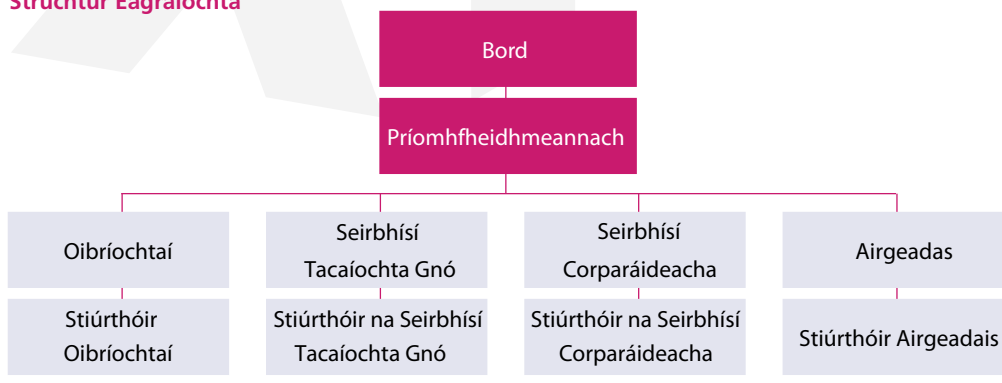 Struchtúr Eagraíochta
Bord
Príomhfheidhmeannach
Oibríochtaí
Seirbhísí
Tacaíochta Gnó
Seirbhísí
Corparáideacha
Airgeadas
Stiúrthóir
Oibríochtaí
Stiúrthóir na Seirbhísí
Tacaíochta Gnó
Stiúrthóir na Seirbhísí
Corparáideacha
Stiúrthóir Airgeadais